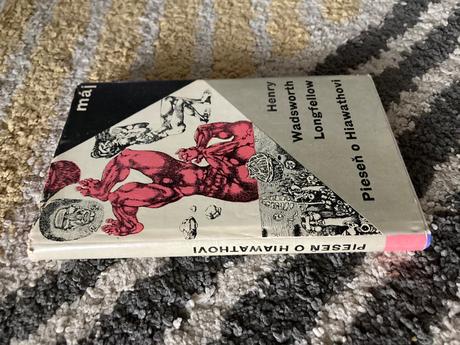 máj
Henry
Wadsworth
Longfellow
Pieseň o Hiawathovi
PIESEŇ O HIAWATHOVI